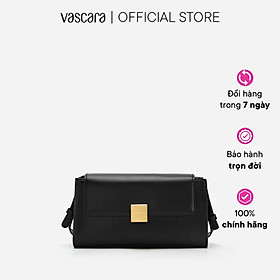 vascara | OFFICIAL STORE
Đổi hàng
trong 7 ngày
Bảo hành
trọn đời
100%
chính hãng